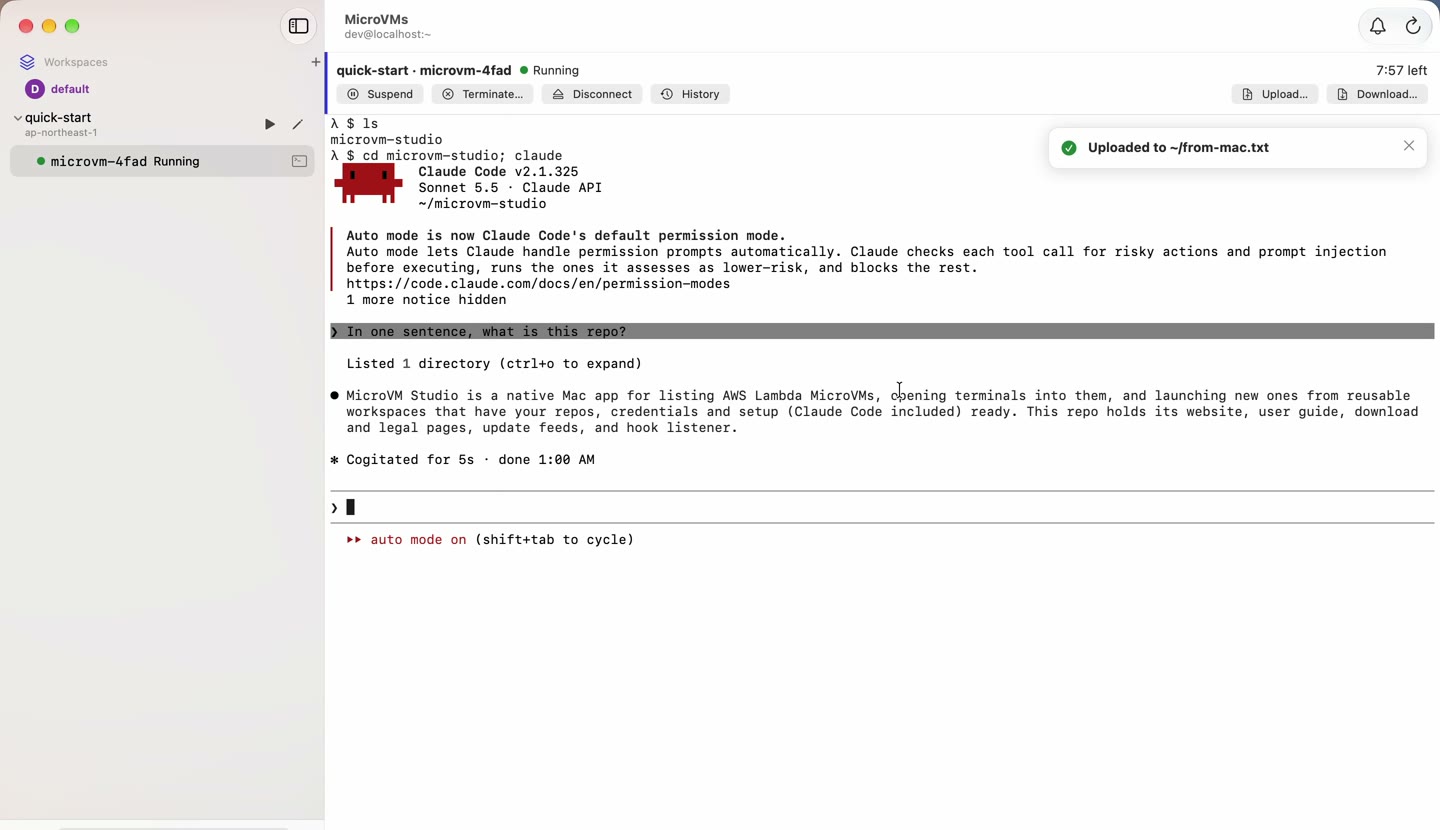 MicroVMs
dev@localhost:~
Workspaces
+
D default
quick-start
ap-northeast-1
microvm-4fad Running
quick-start · microvm-4fad Running
7:57 left
Suspend
Terminate...
Disconnect
History
Upload...
Download...
λ $ ls
microvm-studio
λ $ cd microvm-studio; claude
Uploaded to ~/from-mac.txt
Claude Code v2.1.325
Sonnet 5.5 · Claude API
~/microvm-studio
Auto mode is now Claude Code's default permission mode.
Auto mode lets Claude handle permission prompts automatically. Claude checks each tool call for risky actions and prompt injection
before executing, runs the ones it assesses as lower-risk, and blocks the rest.
https://code.claude.com/docs/en/permission-modes
1 more notice hidden
❯ In one sentence, what is this repo?
Listed 1 directory (ctrl+o to expand)
● MicroVM Studio is a native Mac app for listing AWS Lambda MicroVMs, opening terminals into them, and launching new ones from reusable
workspaces that have your repos, credentials and setup (Claude Code included) ready. This repo holds its website, user guide, download
and legal pages, update feeds, and hook listener.
✻ Cogitated for 5s · done 1:00 AM
❯
⏵⏵ auto mode on (shift+tab to cycle)